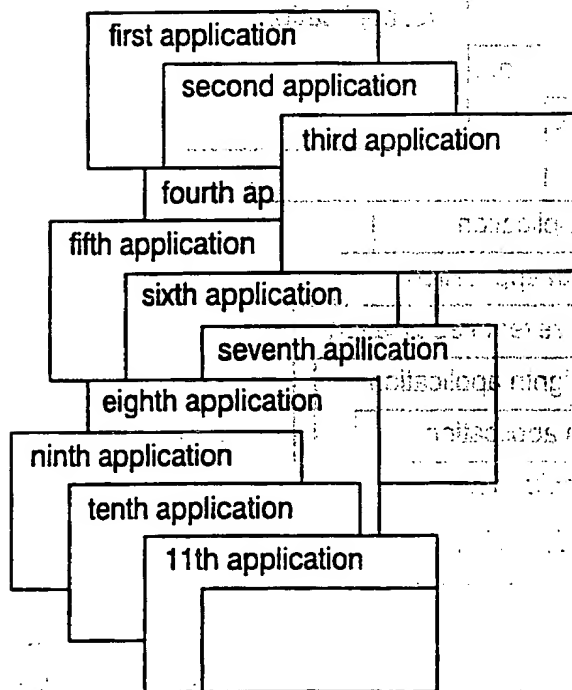 first application
second application
third application
fourth ap
fifth application
sixth application
seventh apllication
eighth application
ninth application
tenth application
11th application